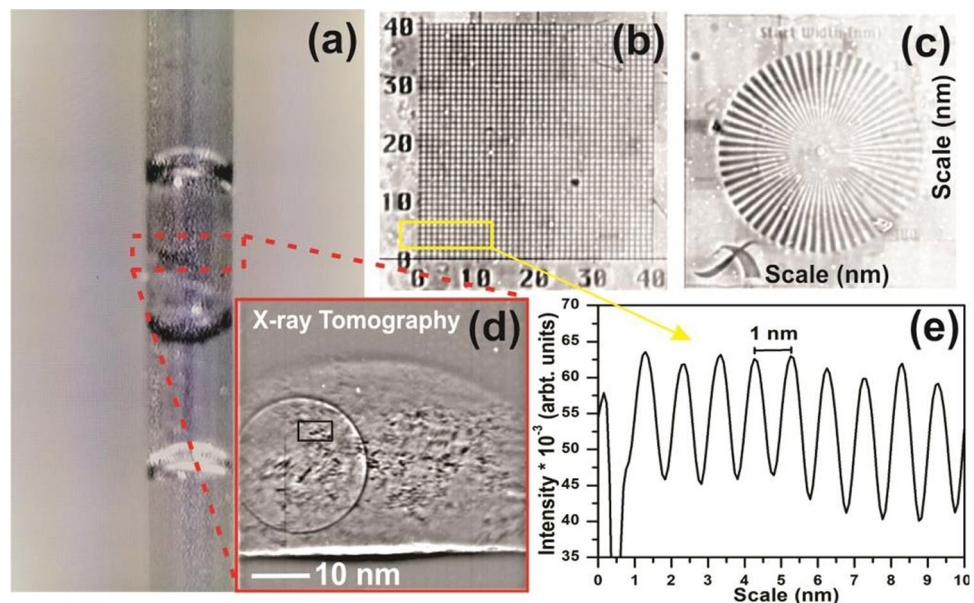 (a)
(b)
40
30
20
10
0
0 10 20 30 40
(c)
Start Width (nm)
Scale (nm)
Scale (nm)
X-ray Tomography
(d)
10 nm
(e)
1 nm
Intensity * 10⁻³ (arbt. units)
70
65
60
55
50
45
40
35
0 1 2 3 4 5 6 7 8 9 10
Scale (nm)